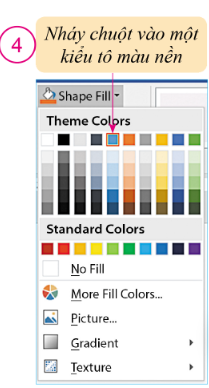 4
Nháy chuột vào một
kiểu tô màu nền
Shape Fill
Theme Colors
Standard Colors
No Fill
More Fill Colors...
Picture...
Gradient
Texture